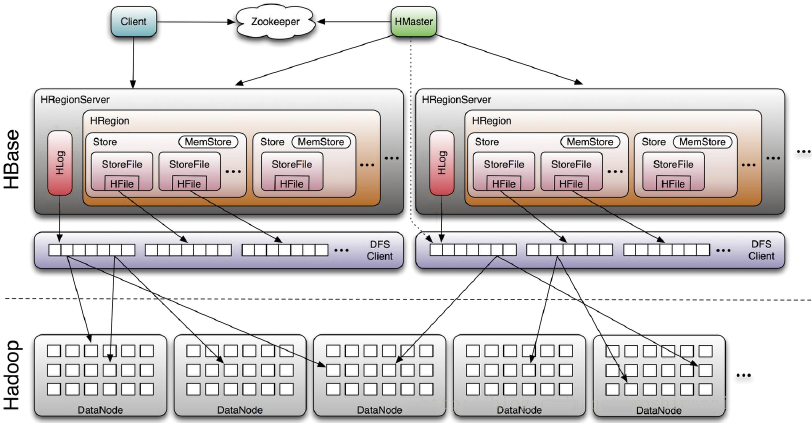 Client
Zookeeper
HMaster
HBase
HRegionServer
HRegion
HLog
Store
MemStore
StoreFile
HFile
StoreFile
HFile
...
Store
MemStore
StoreFile
HFile
...
...
HRegionServer
HRegion
HLog
Store
MemStore
StoreFile
HFile
StoreFile
HFile
...
Store
MemStore
StoreFile
HFile
...
...
...
...
DFS
Client
...
DFS
Client
Hadoop
DataNode
DataNode
DataNode
DataNode
DataNode
...